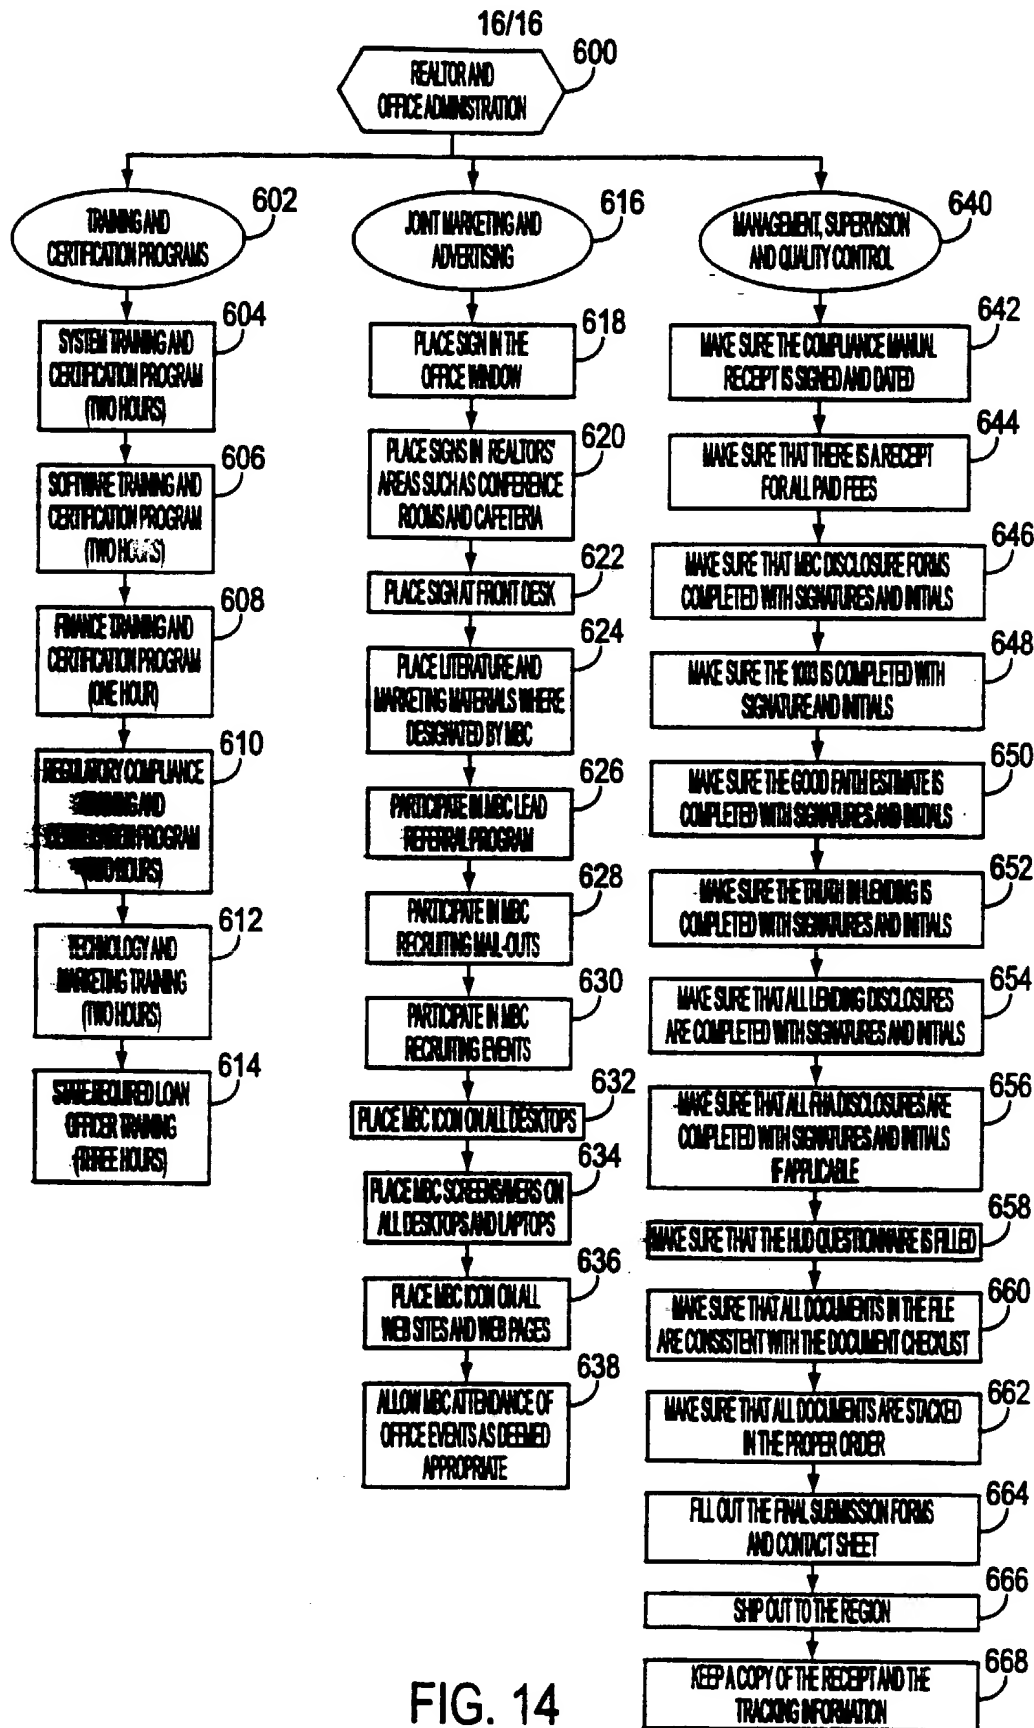 16/16
REALTOR AND
OFFICE ADMINISTRATION
600
TRAINING AND
CERTIFICATION PROGRAMS
602
SYSTEM TRAINING AND
CERTIFICATION PROGRAM
(TWO HOURS)
604
SOFTWARE TRAINING AND
CERTIFICATION PROGRAM
(TWO HOURS)
606
FINANCE TRAINING AND
CERTIFICATION PROGRAM
(ONE HOUR)
608
REGULATORY COMPLIANCE
TRAINING AND
CERTIFICATION PROGRAM
(TWO HOURS)
610
TECHNOLOGY AND
MARKETING TRAINING
(TWO HOURS)
612
STATE REQUIRED LOAN
OFFICER TRAINING
(THREE HOURS)
614
JOINT MARKETING AND
ADVERTISING
616
PLACE SIGN IN THE
OFFICE WINDOW
618
PLACE SIGNS IN REALTORS'
AREAS SUCH AS CONFERENCE
ROOMS AND CAFETERIA
620
PLACE SIGN AT FRONT DESK
622
PLACE LITERATURE AND
MARKETING MATERIALS WHERE
DESIGNATED BY MBC
624
PARTICIPATE IN MBC LEAD
REFERRAL PROGRAM
626
PARTICIPATE IN MBC
RECRUITING MAIL-OUTS
628
PARTICIPATE IN MBC
RECRUITING EVENTS
630
PLACE MBC ICON ON ALL DESKTOPS
632
PLACE MBC SCREENSAVERS ON
ALL DESKTOPS AND LAPTOPS
634
PLACE MBC ICON ON ALL
WEB SITES AND WEB PAGES
636
ALLOW MBC ATTENDANCE OF
OFFICE EVENTS AS DEEMED
APPROPRIATE
638
MANAGEMENT, SUPERVISION
AND QUALITY CONTROL
640
MAKE SURE THE COMPLIANCE MANUAL
RECEIPT IS SIGNED AND DATED
642
MAKE SURE THAT THERE IS A RECEIPT
FOR ALL PAID FEES
644
MAKE SURE THAT MBC DISCLOSURE FORMS
COMPLETED WITH SIGNATURES AND INITIALS
646
MAKE SURE THE 1003 IS COMPLETED WITH
SIGNATURE AND INITIALS
648
MAKE SURE THE GOOD FAITH ESTIMATE IS
COMPLETED WITH SIGNATURES AND INITIALS
650
MAKE SURE THE TRUTH IN LENDING IS
COMPLETED WITH SIGNATURES AND INITIALS
652
MAKE SURE THAT ALL LENDING DISCLOSURES
ARE COMPLETED WITH SIGNATURES AND INITIALS
654
MAKE SURE THAT ALL FHA DISCLOSURES ARE
COMPLETED WITH SIGNATURES AND INITIALS
IF APPLICABLE
656
MAKE SURE THAT THE HUD QUESTIONNAIRE IS FILLED
658
MAKE SURE THAT ALL DOCUMENTS IN THE FILE
ARE CONSISTENT WITH THE DOCUMENT CHECKLIST
660
MAKE SURE THAT ALL DOCUMENTS ARE STACKED
IN THE PROPER ORDER
662
FILL OUT THE FINAL SUBMISSION FORMS
AND CONTACT SHEET
664
SHIP OUT TO THE REGION
666
KEEP A COPY OF THE RECEIPT AND THE
TRACKING INFORMATION
668
FIG. 14